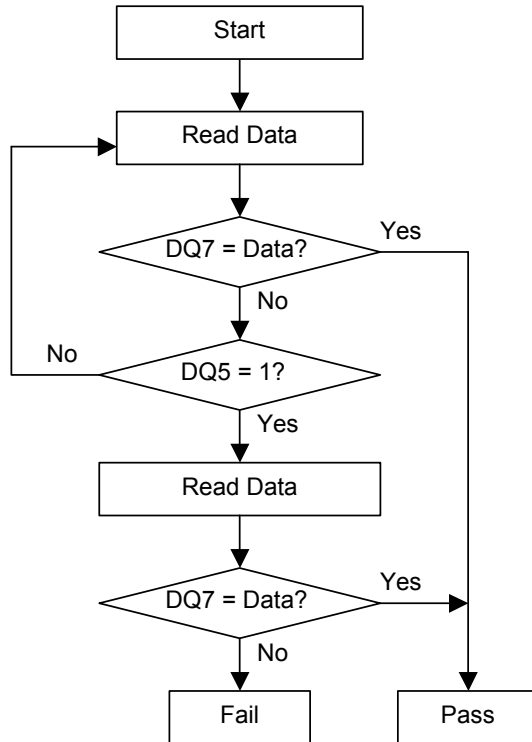 Start
Read Data
DQ7 = Data?
Yes
No
No
DQ5 = 1?
Yes
Read Data
DQ7 = Data?
Yes
No
Fail
Pass